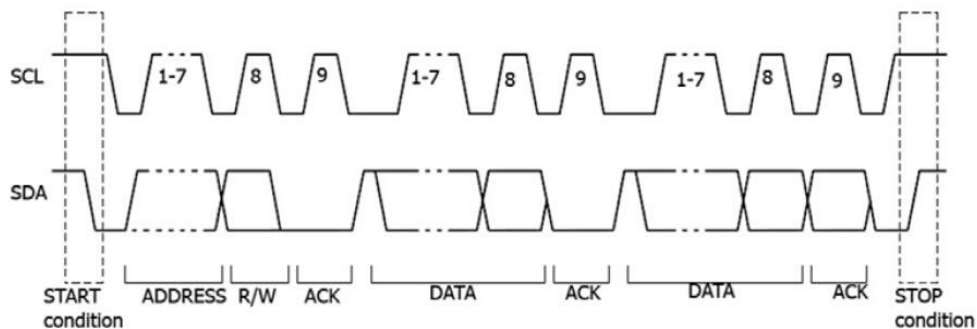 SCL 1-7 8 9 1-7 8 9 1-7 8 9
SDA
START condition ADDRESS R/W ACK DATA ACK DATA ACK STOP condition